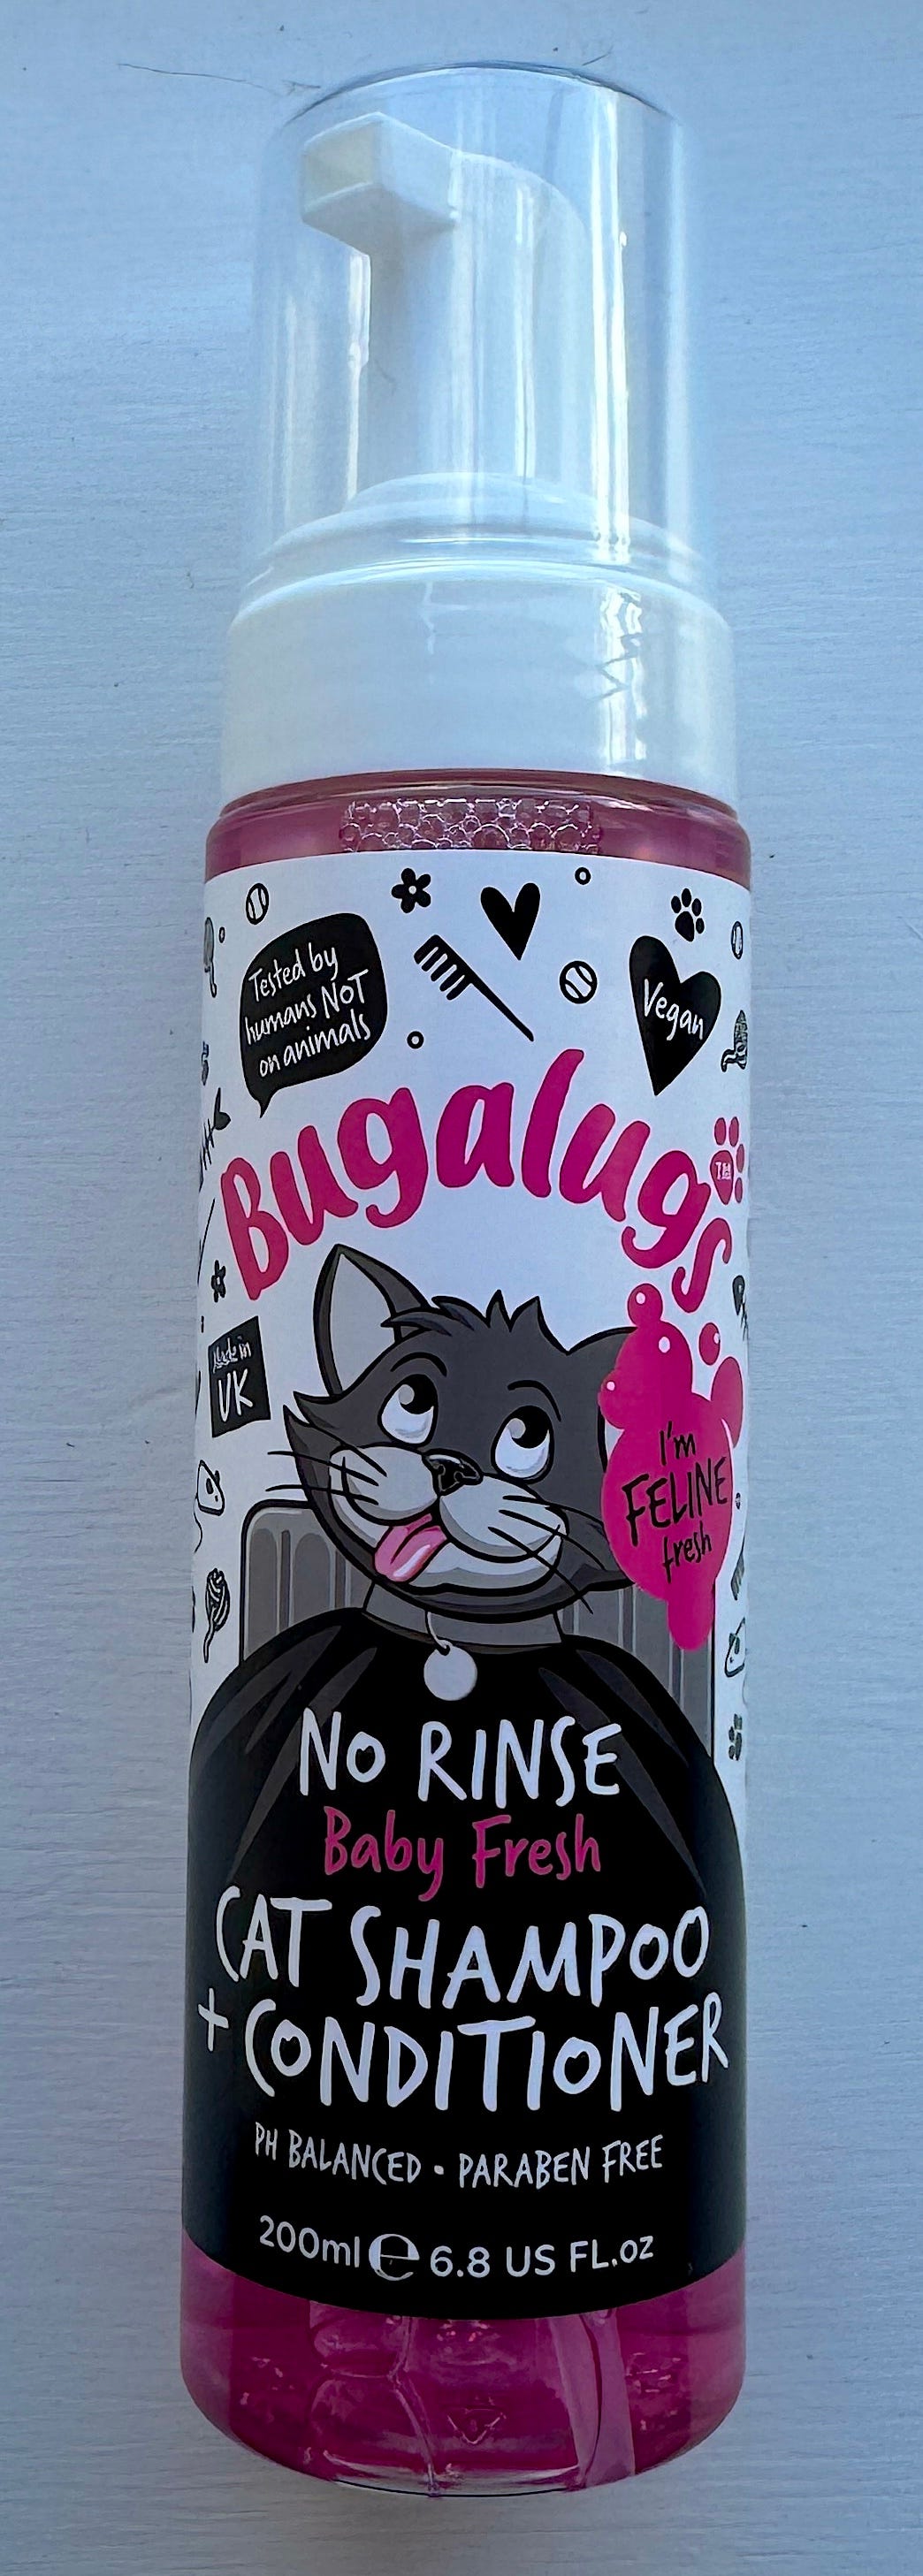 Tested by
humans NOT
on animals
Vegan
Bugalugs
Made in
UK
I'm
FELINE
fresh
NO RINSE
Baby Fresh
CAT SHAMPOO
+ CONDITIONER
PH BALANCED • PARABEN FREE
200ml ℮ 6.8 US FL.oz